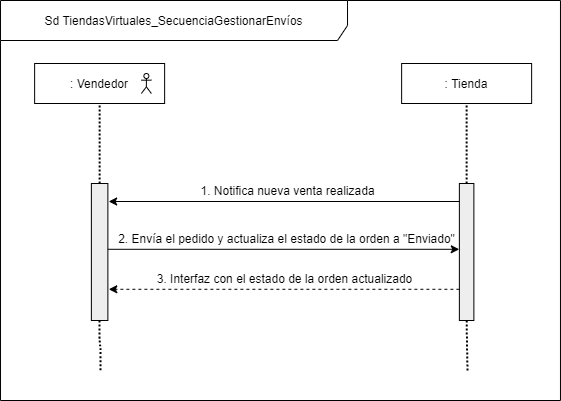 Sd TiendasVirtuales_SecuenciaGestionarEnvíos
: Vendedor
: Tienda
1. Notifica nueva venta realizada
2. Envía el pedido y actualiza el estado de la orden a "Enviado"
3. Interfaz con el estado de la orden actualizado